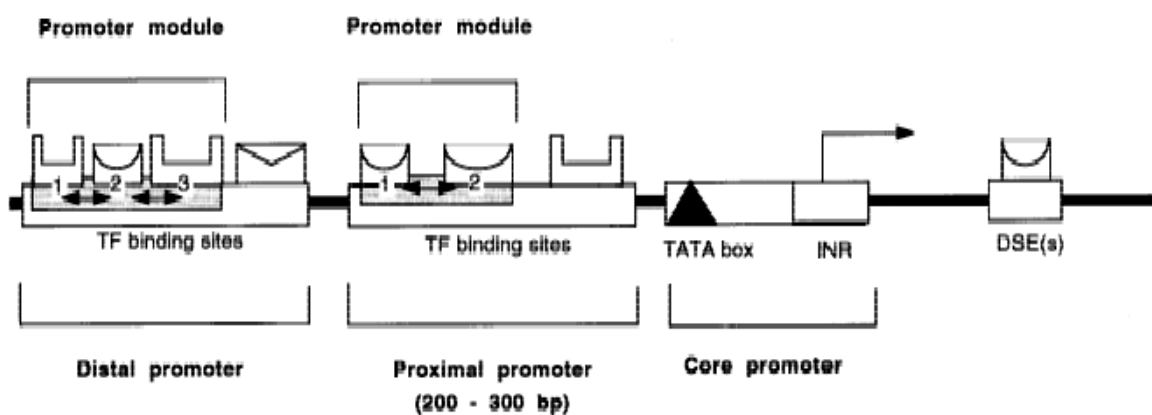 Promoter module Promoter module
1 2 3 1 2
TF binding sites TF binding sites TATA box INR DSE(s)
Distal promoter Proximal promoter Core promoter
(200 - 300 bp)